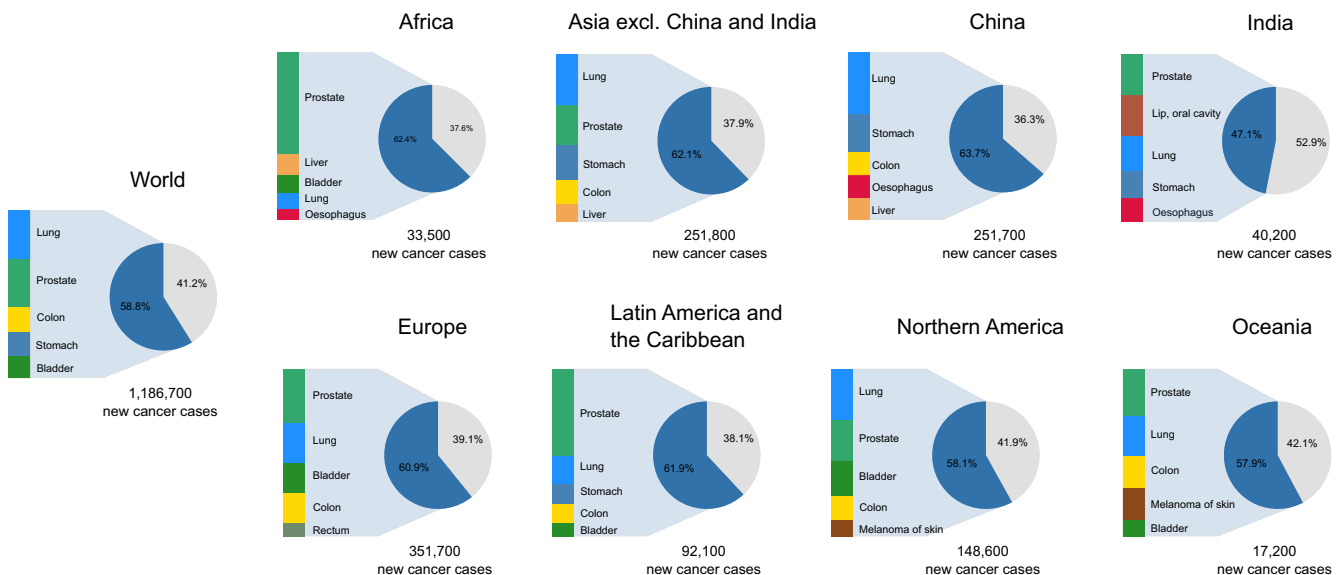 World
Lung
Prostate
Colon
Stomach
Bladder
58.8%
41.2%
1,186,700
new cancer cases
Africa
Prostate
Liver
Bladder
Lung
Oesophagus
62.4%
37.6%
33,500
new cancer cases
Asia excl. China and India
Lung
Prostate
Stomach
Colon
Liver
62.1%
37.9%
251,800
new cancer cases
China
Lung
Stomach
Colon
Oesophagus
Liver
63.7%
36.3%
251,700
new cancer cases
India
Prostate
Lip, oral cavity
Lung
Stomach
Oesophagus
47.1%
52.9%
40,200
new cancer cases
Europe
Prostate
Lung
Bladder
Colon
Rectum
60.9%
39.1%
351,700
new cancer cases
Latin America and
the Caribbean
Prostate
Lung
Stomach
Colon
Bladder
61.9%
38.1%
92,100
new cancer cases
Northern America
Lung
Prostate
Bladder
Colon
Melanoma of skin
58.1%
41.9%
148,600
new cancer cases
Oceania
Prostate
Lung
Colon
Melanoma of skin
Bladder
57.9%
42.1%
17,200
new cancer cases